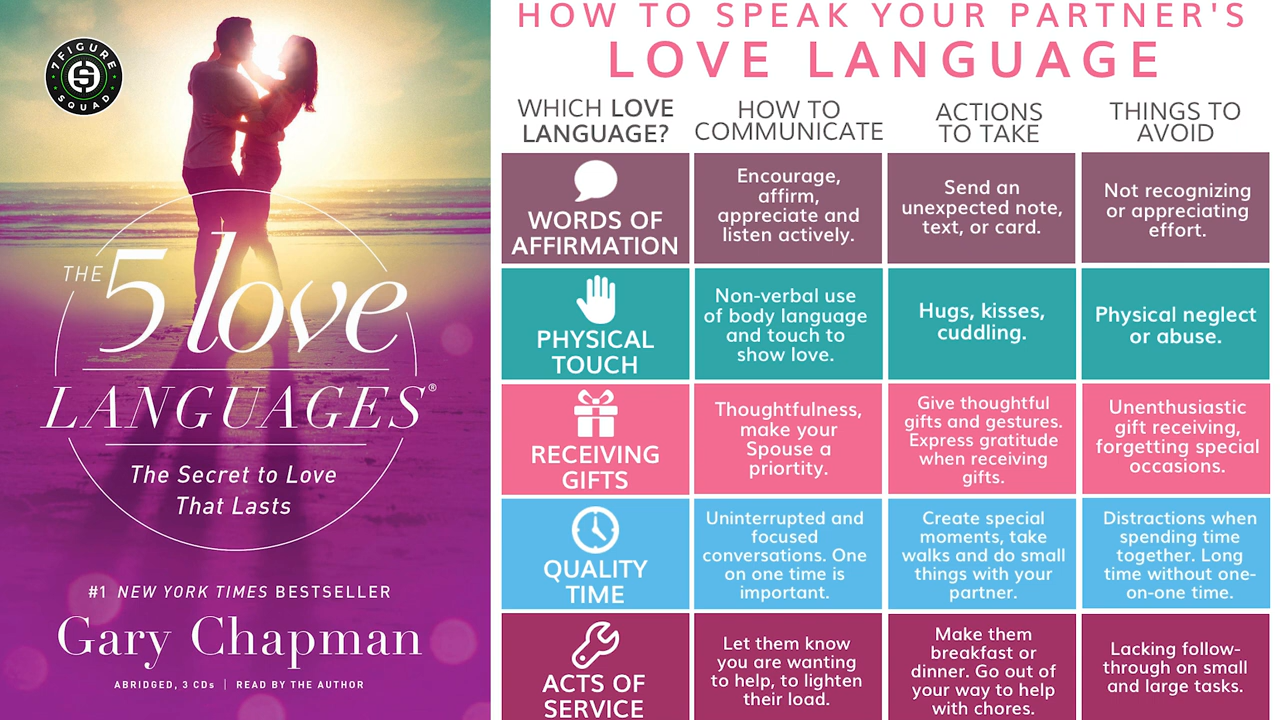 7FIGURE
SQUAD
THE 5 love
LANGUAGES®
The Secret to Love
That Lasts
#1 NEW YORK TIMES BESTSELLER
Gary Chapman
ABRIDGED, 3 CDs | READ BY THE AUTHOR
HOW TO SPEAK YOUR PARTNER'S
LOVE LANGUAGE
WHICH LOVE
LANGUAGE?
HOW TO
COMMUNICATE
ACTIONS
TO TAKE
THINGS TO
AVOID
WORDS OF
AFFIRMATION
Encourage,
affirm,
appreciate and
listen actively.
Send an
unexpected note,
text, or card.
Not recognizing
or appreciating
effort.
PHYSICAL
TOUCH
Non-verbal use
of body language
and touch to
show love.
Hugs, kisses,
cuddling.
Physical neglect
or abuse.
RECEIVING
GIFTS
Thoughtfulness,
make your
Spouse a
priortity.
Give thoughtful
gifts and gestures.
Express gratitude
when receiving
gifts.
Unenthusiastic
gift receiving,
forgetting special
occasions.
QUALITY
TIME
Uninterrupted and
focused
conversations. One
on one time is
important.
Create special
moments, take
walks and do small
things with your
partner.
Distractions when
spending time
together. Long
time without one-
on-one time.
ACTS OF
SERVICE
Let them know
you are wanting
to help, to lighten
their load.
Make them
breakfast or
dinner. Go out of
your way to help
with chores.
Lacking follow-
through on small
and large tasks.